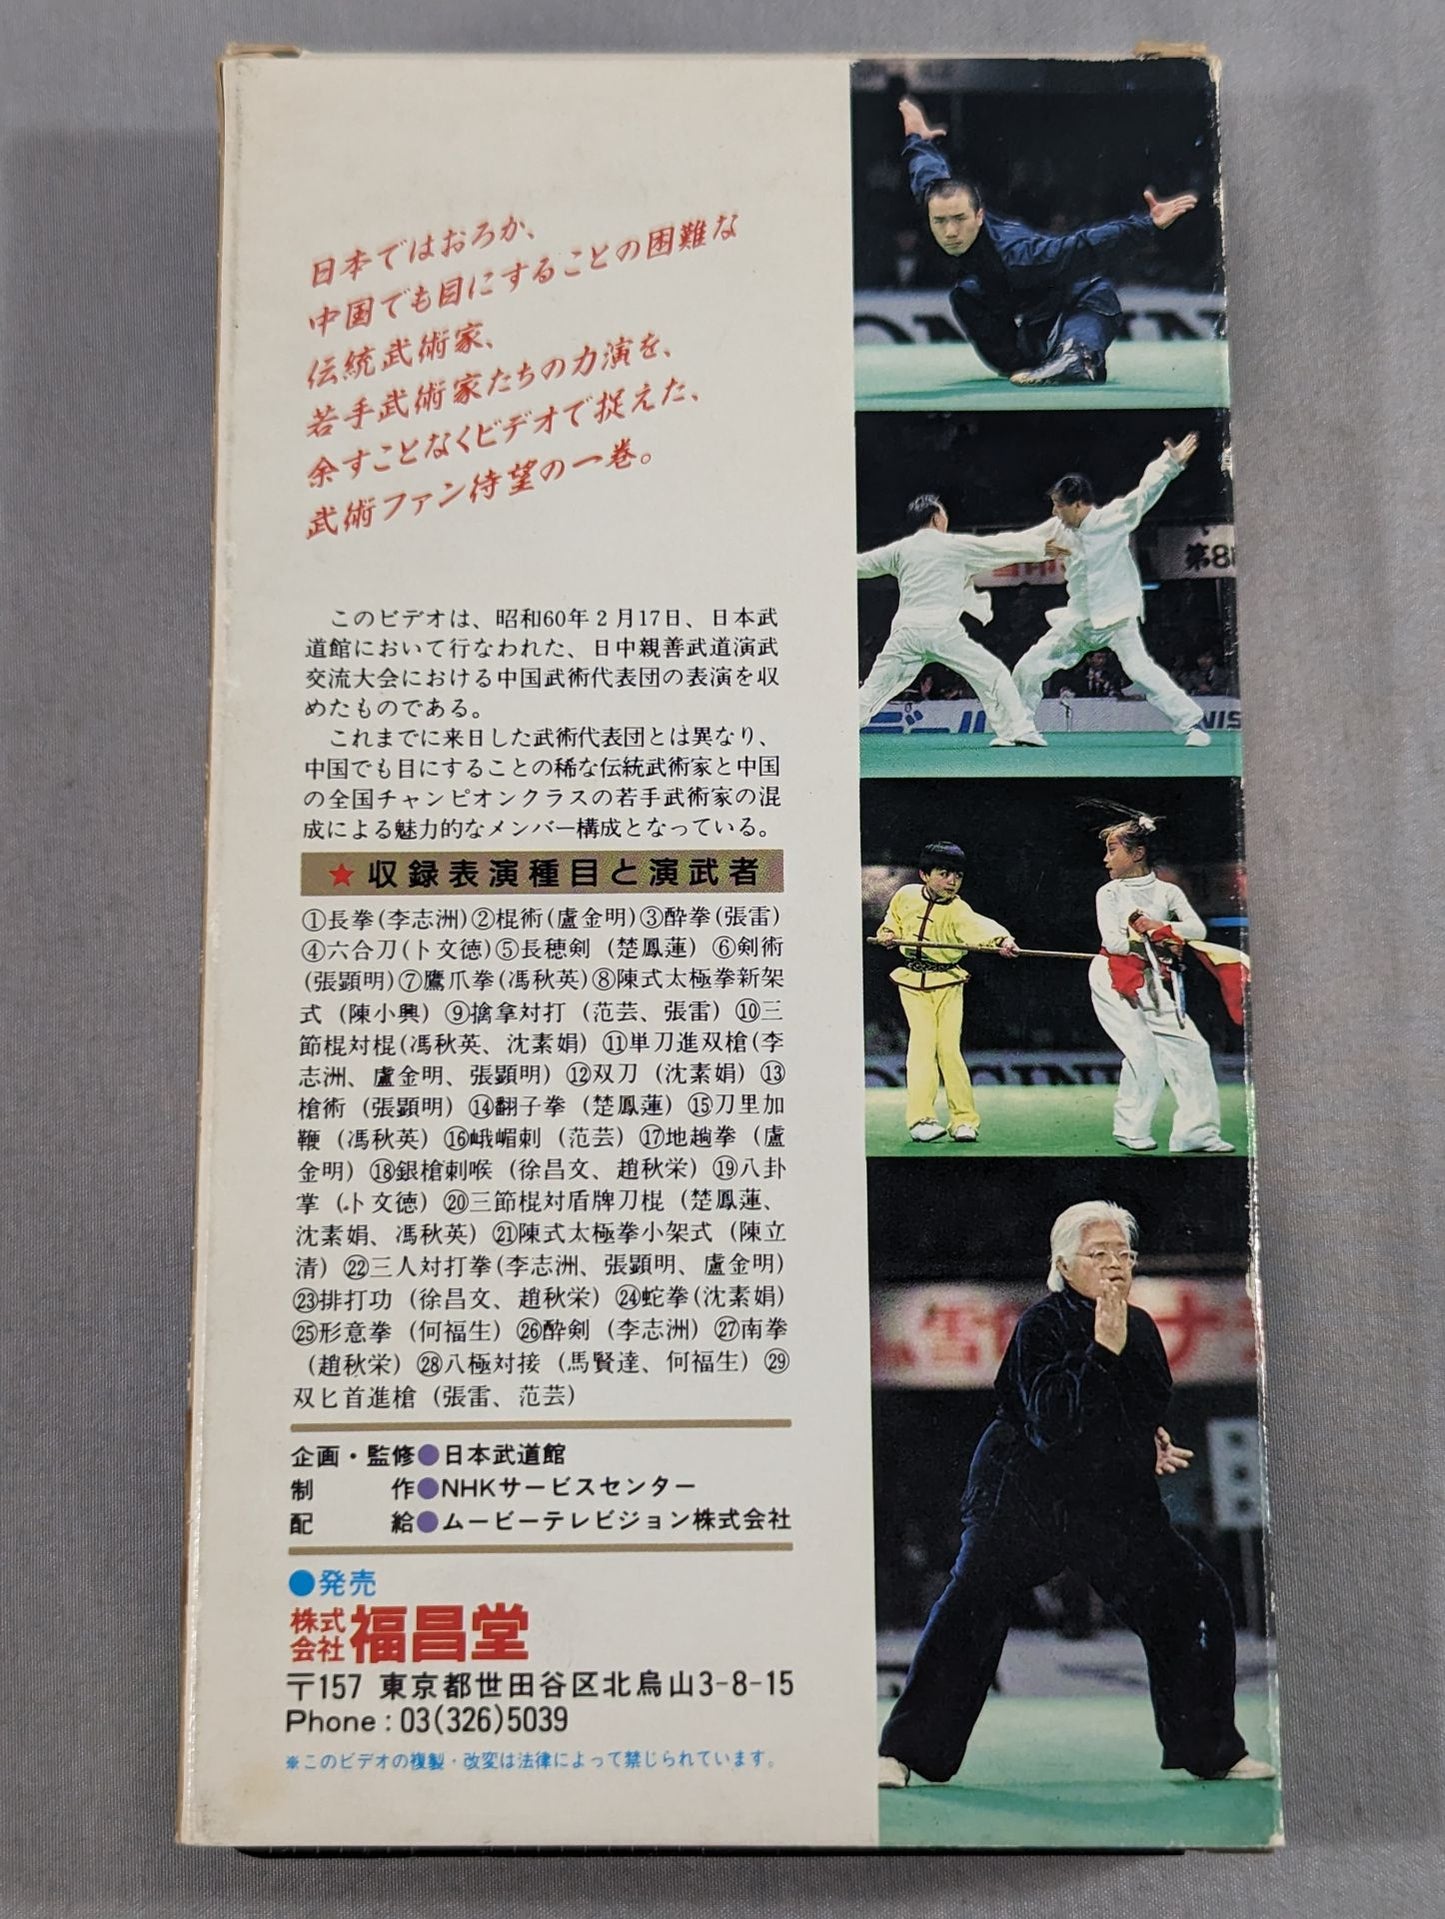 日本ではおろか、
中国でも目にすることの困難な
伝統武術家、
若手武術家たちの力演を、
余すことなくビデオで捉えた、
武術ファン待望の一巻。
このビデオは、昭和60年2月17日、日本武
道館において行なわれた、日中親善武道演武
交流大会における中国武術代表団の表演を収
めたものである。
これまでに来日した武術代表団とは異なり、
中国でも目にすることの稀な伝統武術家と中国
の全国チャンピオンクラスの若手武術家の混
成による魅力的なメンバー構成となっている。
★収録表演種目と演武者
①長拳(李志洲)②棍術(盧金明)③酔拳(張雷)
④六合刀(卜文徳)⑤長穂剣(楚鳳蓮)⑥剣術
(張顕明)⑦鷹爪拳(馮秋英)⑧陳式太極拳新架
式(陳小興)⑨擒拿対打(范芸、張雷)⑩三
節棍対棍(馮秋英、沈素娟)⑪単刀進双槍(李
志洲、盧金明、張顕明)⑫双刀(沈素娟)⑬
槍術(張顕明)⑭翻子拳(楚鳳蓮)⑮刀里加
鞭(馮秋英)⑯峨嵋刺(范芸)⑰地趟拳(盧
金明)⑱銀槍刺喉(徐昌文、趙秋栄)⑲八卦
掌(卜文徳)⑳三節棍対盾牌刀棍(楚鳳蓮、
沈素娟、馮秋英)㉑陳式太極拳小架式(陳立
清)㉒三人対打拳(李志洲、張顕明、盧金明)
㉓排打功(徐昌文、趙秋栄)㉔蛇拳(沈素娟)
㉕形意拳(何福生)㉖酔剣(李志洲)㉗南拳
(趙秋栄)㉘八極対接(馬賢達、何福生)㉙
双匕首進槍(張雷、范芸)
企画・監修●日本武道館
制作●NHKサービスセンター
配給●ムービーテレビジョン株式会社
●発売
株式会社福昌堂
〒157 東京都世田谷区北烏山3-8-15
Phone : 03(326)5039
※このビデオの複製・改変は法律によって禁じられています。
第8